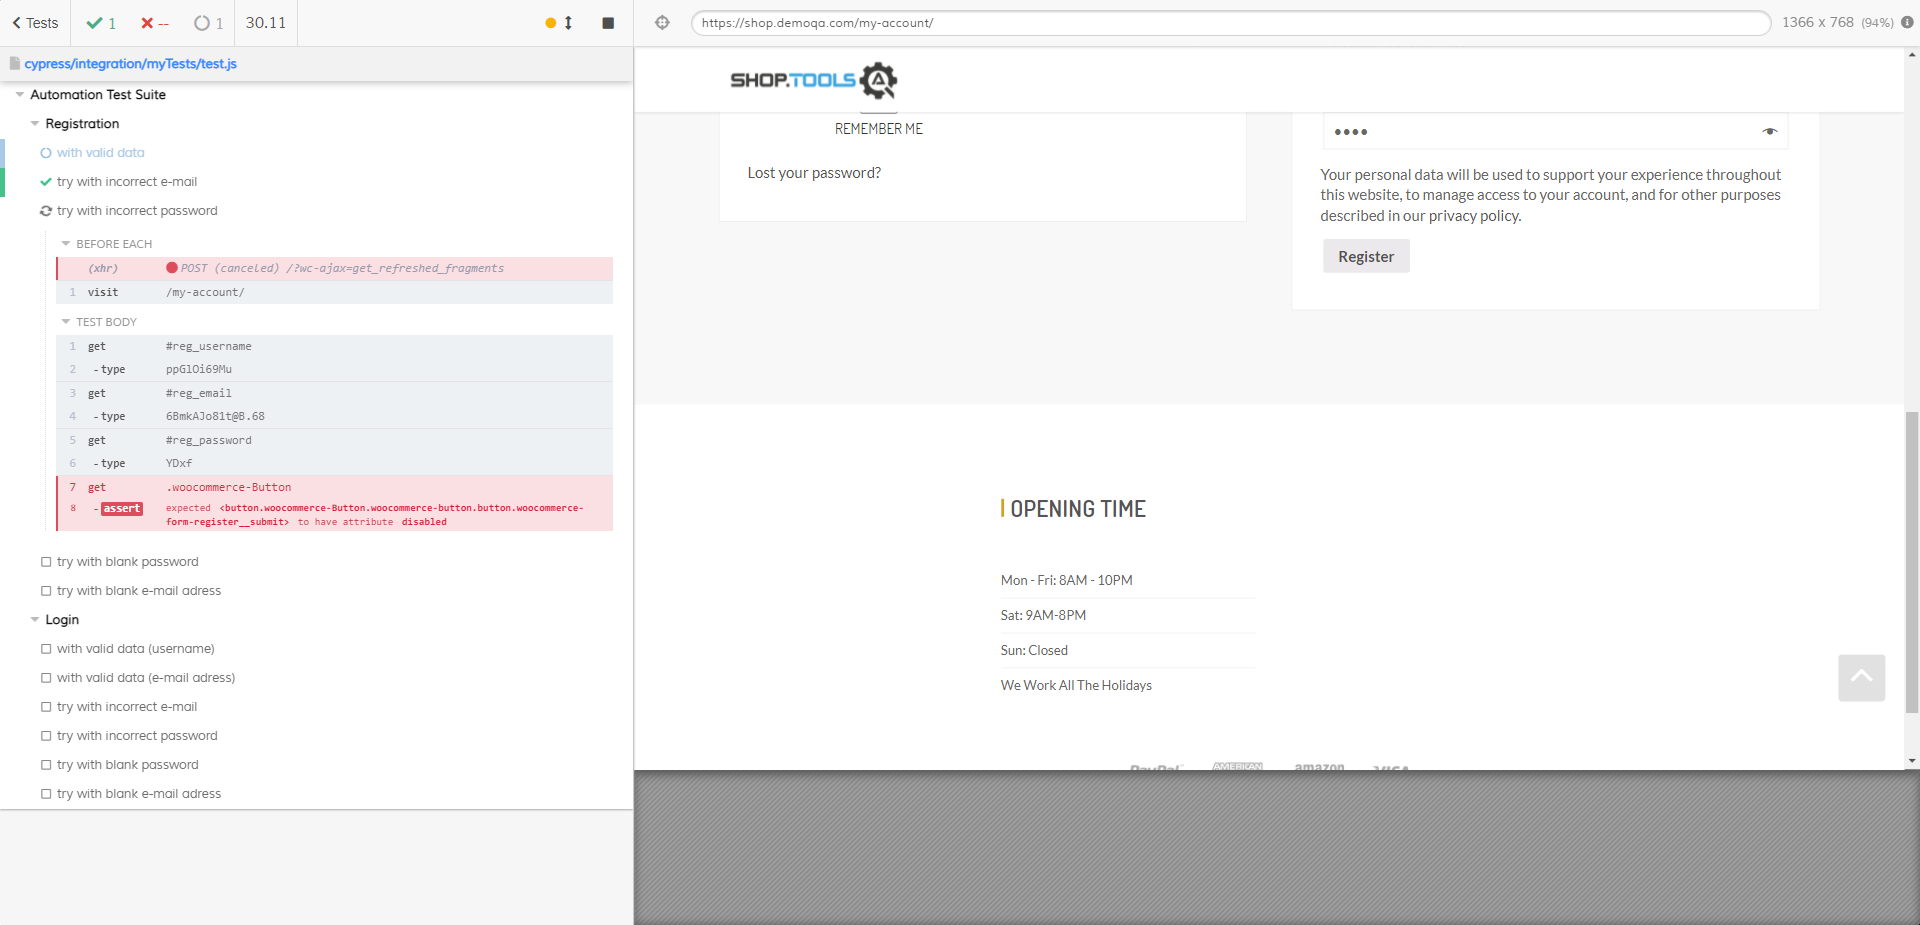 Tests
1
--
1
30.11
https://shop.demoqa.com/my-account/
1366 x 768 (94%)
cypress/integration/myTests/test.js
Automation Test Suite
Registration
with valid data
try with incorrect e-mail
try with incorrect password
BEFORE EACH
(xhr) POST (canceled) /?wc-ajax=get_refreshed_fragments
1 visit /my-account/
TEST BODY
1 get #reg_username
2 -type ppGlOi69Mu
3 get #reg_email
4 -type 6BmkAJo81t@B.68
5 get #reg_password
6 -type YDxf
7 get .woocommerce-Button
8 -assert expected <button.woocommerce-Button.woocommerce-button.button.woocommerce-
form-register__submit> to have attribute disabled
try with blank password
try with blank e-mail adress
Login
with valid data (username)
with valid data (e-mail adress)
try with incorrect e-mail
try with incorrect password
try with blank password
try with blank e-mail adress
SHOP.TOOLS
REMEMBER ME
Lost your password?
Your personal data will be used to support your experience throughout
this website, to manage access to your account, and for other purposes
described in our privacy policy.
Register
OPENING TIME
Mon - Fri: 8AM - 10PM
Sat: 9AM-8PM
Sun: Closed
We Work All The Holidays
PayPal
AMERICAN
amazon
VISA